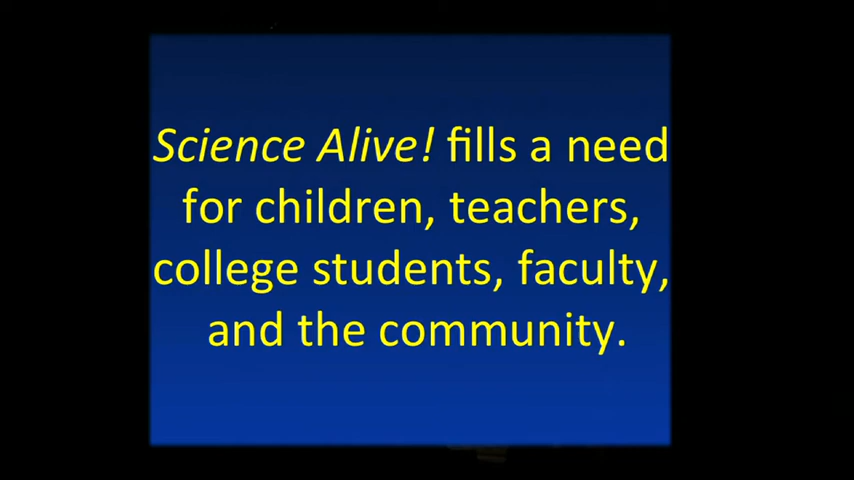 Science Alive! fills a need
for children, teachers,
college students, faculty,
and the community.